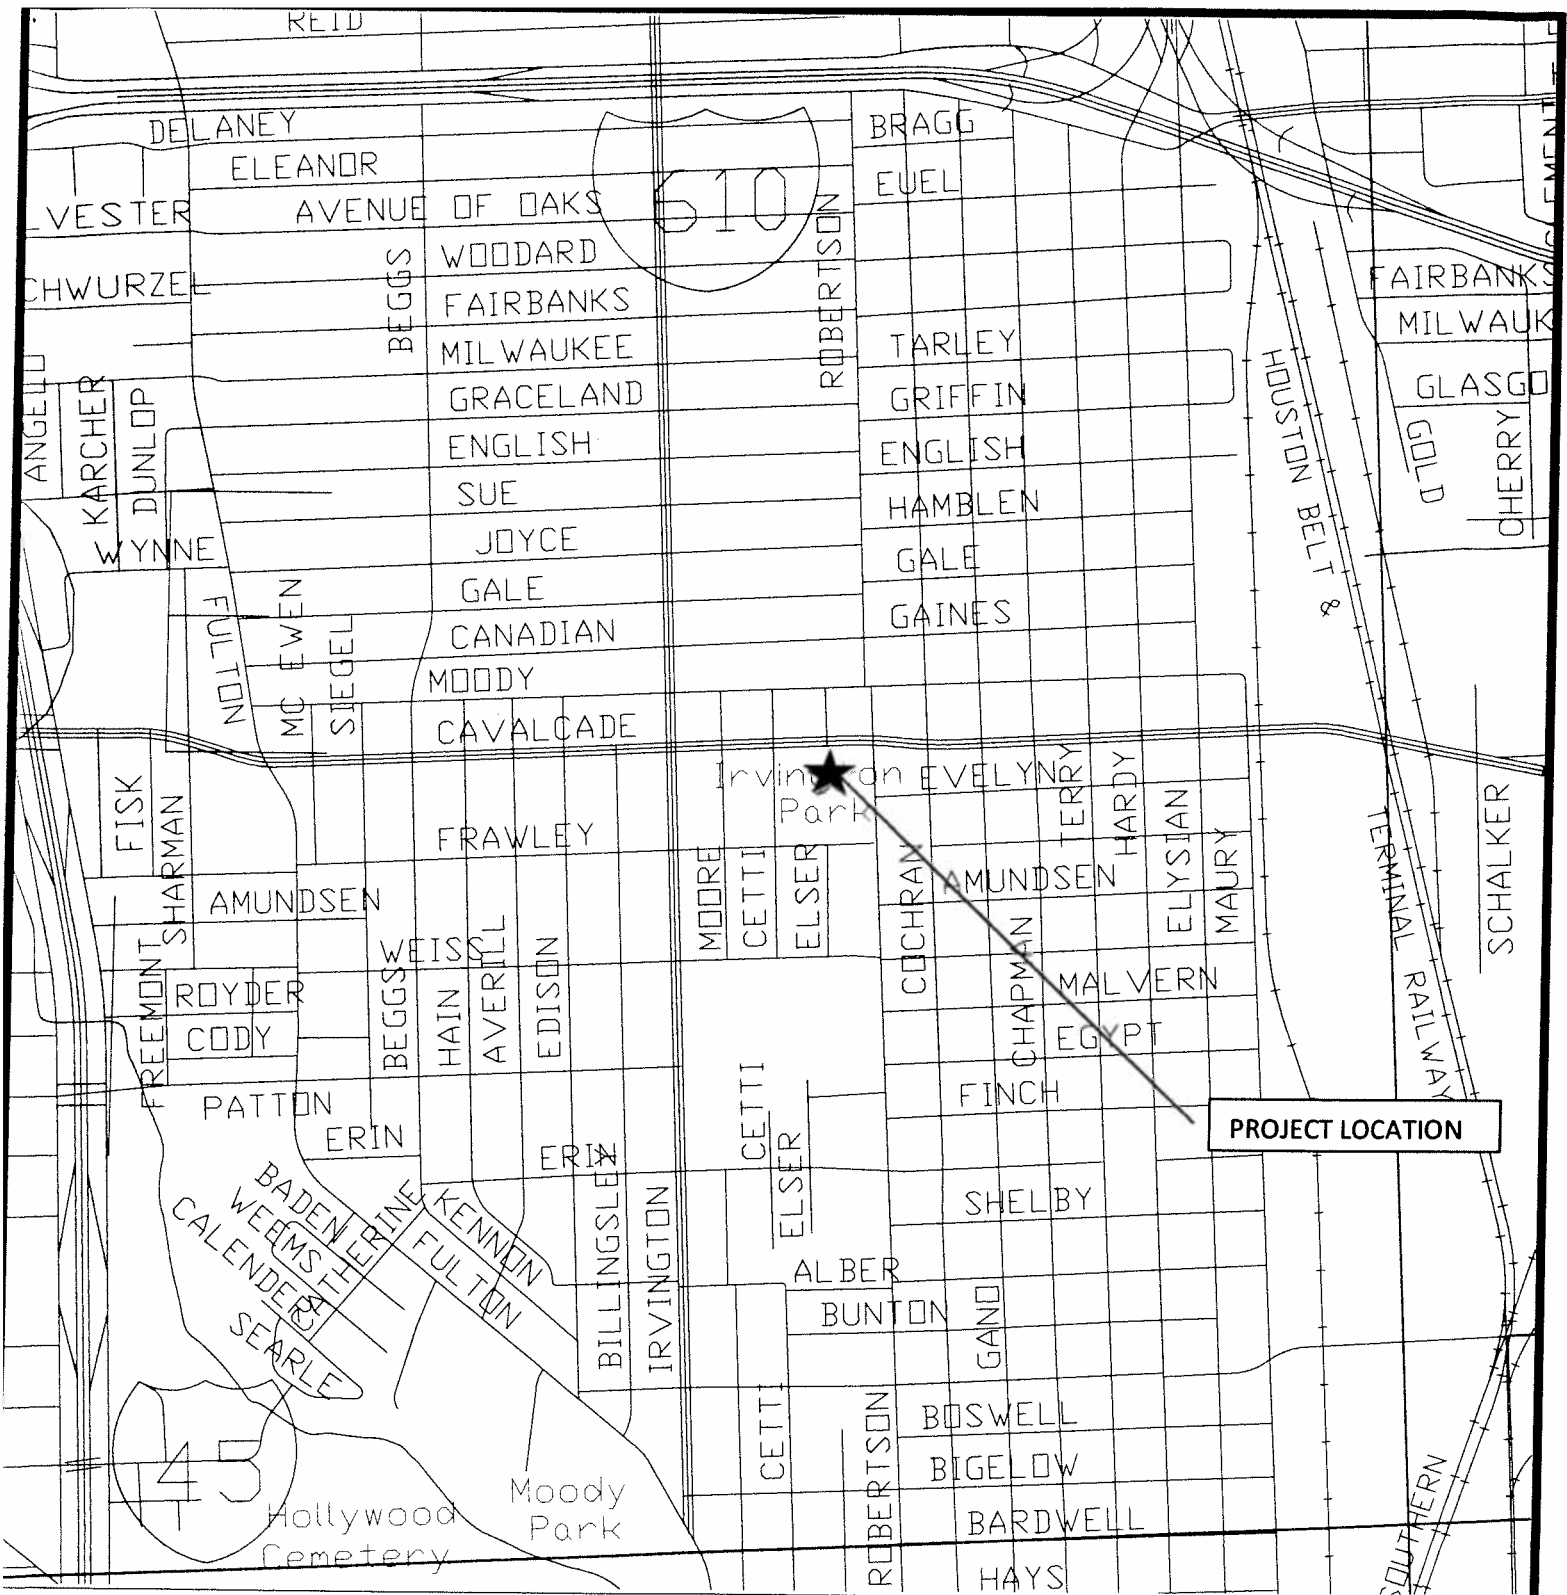 REID
DELANEY
BRAGG
ELEANOR
EUEL
610
VESTER
AVENUE OF OAKS
ROBERTSON
WOODARD
BEGGS
FAIRBANKS
CHWURZEL
FAIRBANKS
MILWAUK
MILWAUKEE
TARLEY
ANGELO
KARCHER
DUNLOP
GRACELAND
GRIFFIN
HOUSTON BELT &
GLASGO
GOLD
CHERRY
ENGLISH
ENGLISH
SUE
HAMBLEN
WYNNE
JOYCE
GALE
GALE
FULTON
MC EWEN
SIEGEL
CANADIAN
GAINES
MOODY
CAVALCADE
EVELYN
TERRY
HARDY
Park
FISK
SHARMAN
FRAWLEY
ELYSIAN
MAURY
TERMINAL RAILWAY
SCHALKER
MOORE
CETTI
ELSER
COCHRAN
AMUNDSEN
AMUNDSEN
CHAPMAN
FREEMONT
WEISS
BEGGS
HAIN
AVERILL
EDISON
MALVERN
ROYDER
CODY
EGYPT
PATTON
CETTI
FINCH
PROJECT LOCATION
ERIN
ERIN
ELSER
BADEN
WEEMS
CALENDER
CATHERINE
KENNON
FULTON
BILLINGSLEY
IRVINGTON
SHELBY
ALBER
BUNTON
GANO
SEARLE
CETTI
ROBERTSON
BOSWELL
45
BIGELOW
Hollywood
Cemetery
Moody
Park
BARDWELL
SOUTHERN
HAYS